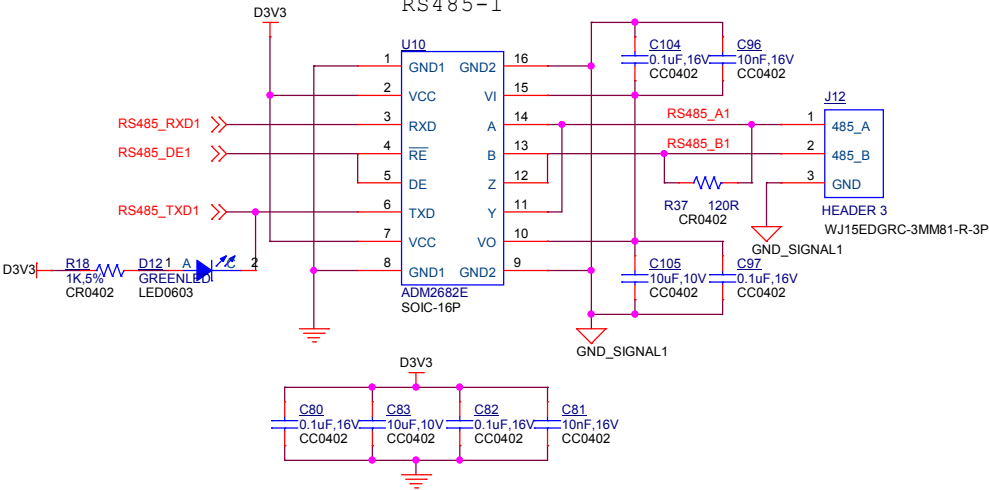 RS485-1
D3V3
U10
1 GND1 GND2 16
2 VCC VI 15
RS485_RXD1 3 RXD A 14 RS485_A1
RS485_DE1 4 RE B 13 RS485_B1
5 DE Z 12
RS485_TXD1 6 TXD Y 11
7 VCC VO 10
8 GND1 GND2 9
ADM2682E
SOIC-16P
C104
0.1uF,16V
CC0402
C96
10nF,16V
CC0402
J12
1 485_A
2 485_B
3 GND
HEADER 3
WJ15EDGRC-3MM81-R-3P
R37 120R
CR0402
GND_SIGNAL1
D3V3
R18
1K,5%
CR0402
D12 1 A C 2
GREENLED
LED0603
C105
10uF,10V
CC0402
C97
0.1uF,16V
CC0402
GND_SIGNAL1
D3V3
C80
0.1uF,16V
CC0402
C83
10uF,10V
CC0402
C82
0.1uF,16V
CC0402
C81
10nF,16V
CC0402